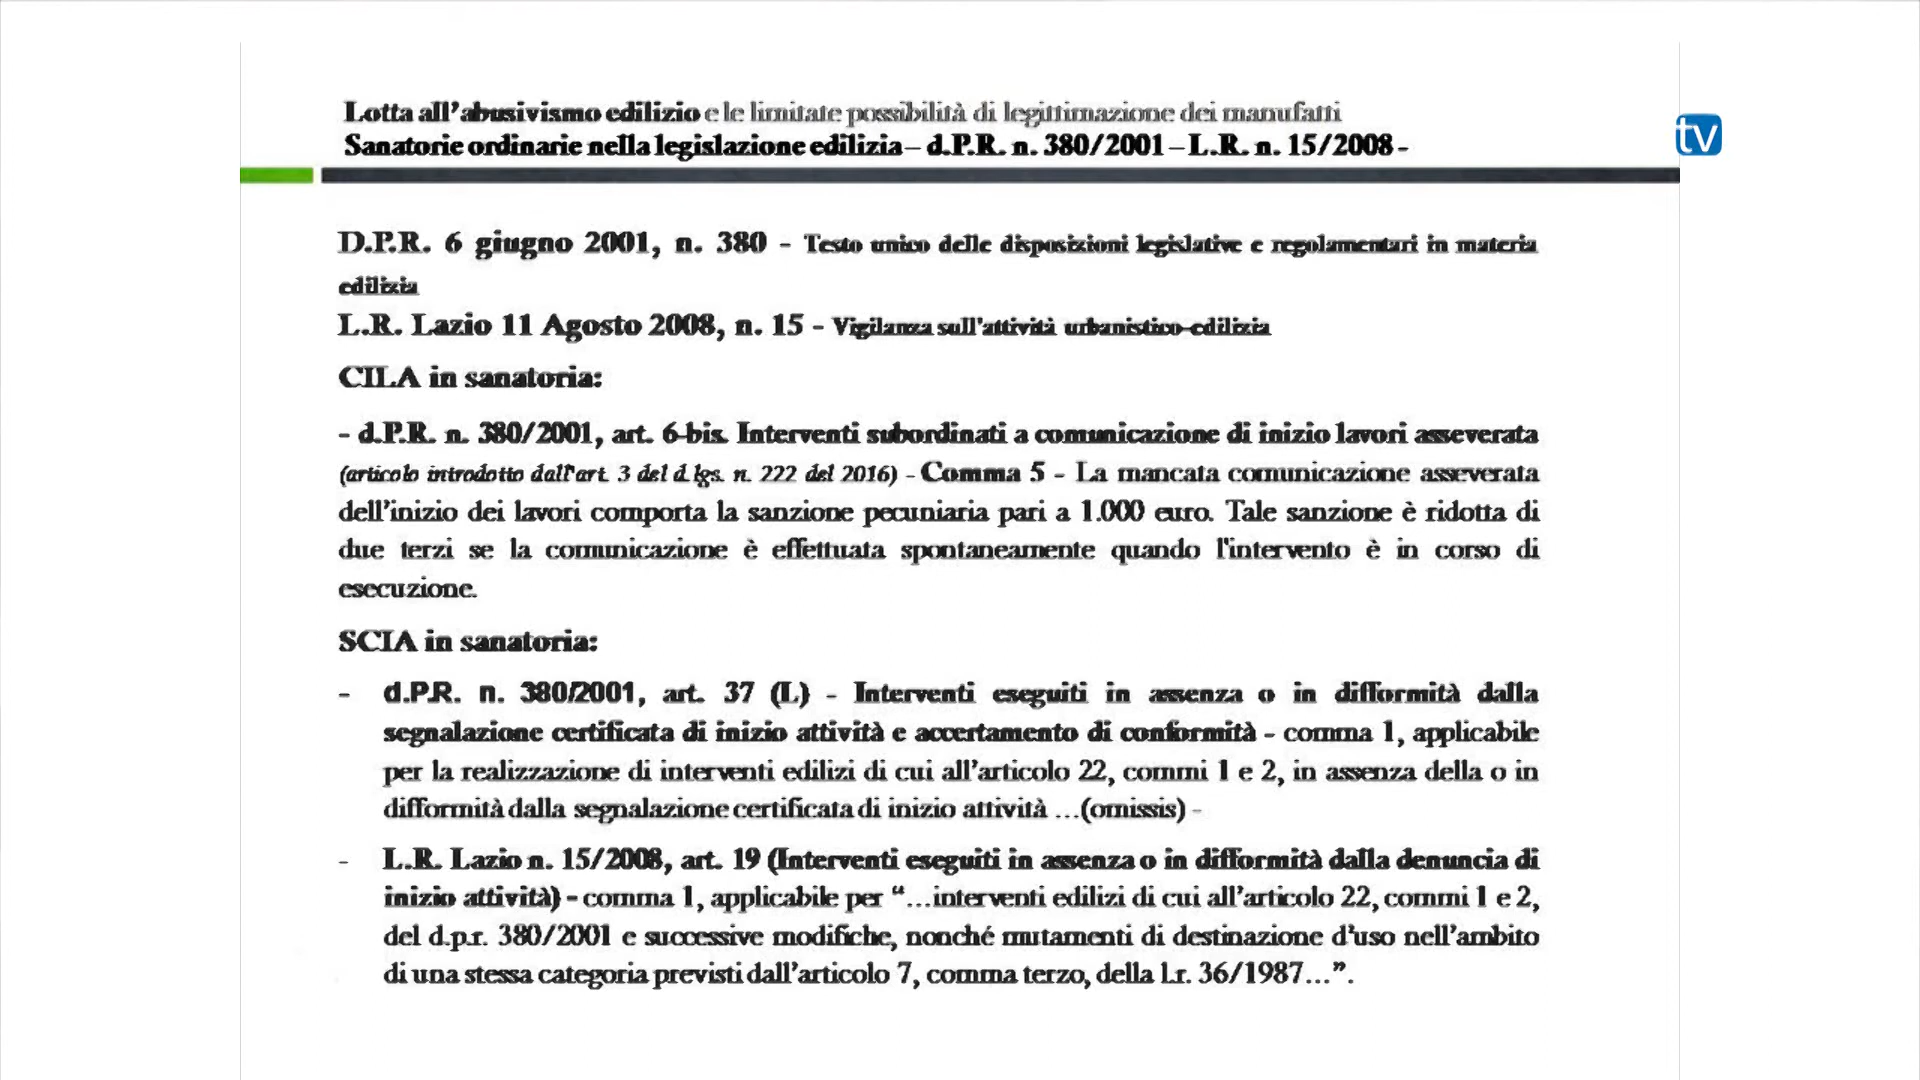 Lotta all'abusivismo edilizio e le limitate possibilità di legittimazione dei manufatti
Sanatorie ordinarie nella legislazione edilizia – d.P.R. n. 380/2001 – L.R. n. 15/2008 -
tv
D.P.R. 6 giugno 2001, n. 380 - Testo unico delle disposizioni legislative e regolamentari in materia
edilizia
L.R. Lazio 11 Agosto 2008, n. 15 - Vigilanza sull'attività urbanistico-edilizia
CILA in sanatoria:
- d.P.R. n. 380/2001, art. 6-bis. Interventi subordinati a comunicazione di inizio lavori asseverata
(articolo introdotto dall'art. 3 del d.lgs. n. 222 del 2016) - Comma 5 - La mancata comunicazione asseverata
dell'inizio dei lavori comporta la sanzione pecuniaria pari a 1.000 euro. Tale sanzione è ridotta di
due terzi se la comunicazione è effettuata spontaneamente quando l'intervento è in corso di
esecuzione.
SCIA in sanatoria:
- d.P.R. n. 380/2001, art. 37 (L) - Interventi eseguiti in assenza o in difformità dalla
segnalazione certificata di inizio attività e accertamento di conformità - comma 1, applicabile
per la realizzazione di interventi edilizi di cui all'articolo 22, commi 1 e 2, in assenza della o in
difformità dalla segnalazione certificata di inizio attività …(omissis) -
- L.R. Lazio n. 15/2008, art. 19 (Interventi eseguiti in assenza o in difformità dalla denuncia di
inizio attività) - comma 1, applicabile per “…interventi edilizi di cui all'articolo 22, commi 1 e 2,
del d.p.r. 380/2001 e successive modifiche, nonché mutamenti di destinazione d'uso nell'ambito
di una stessa categoria previsti dall'articolo 7, comma terzo, della l.r. 36/1987…”.